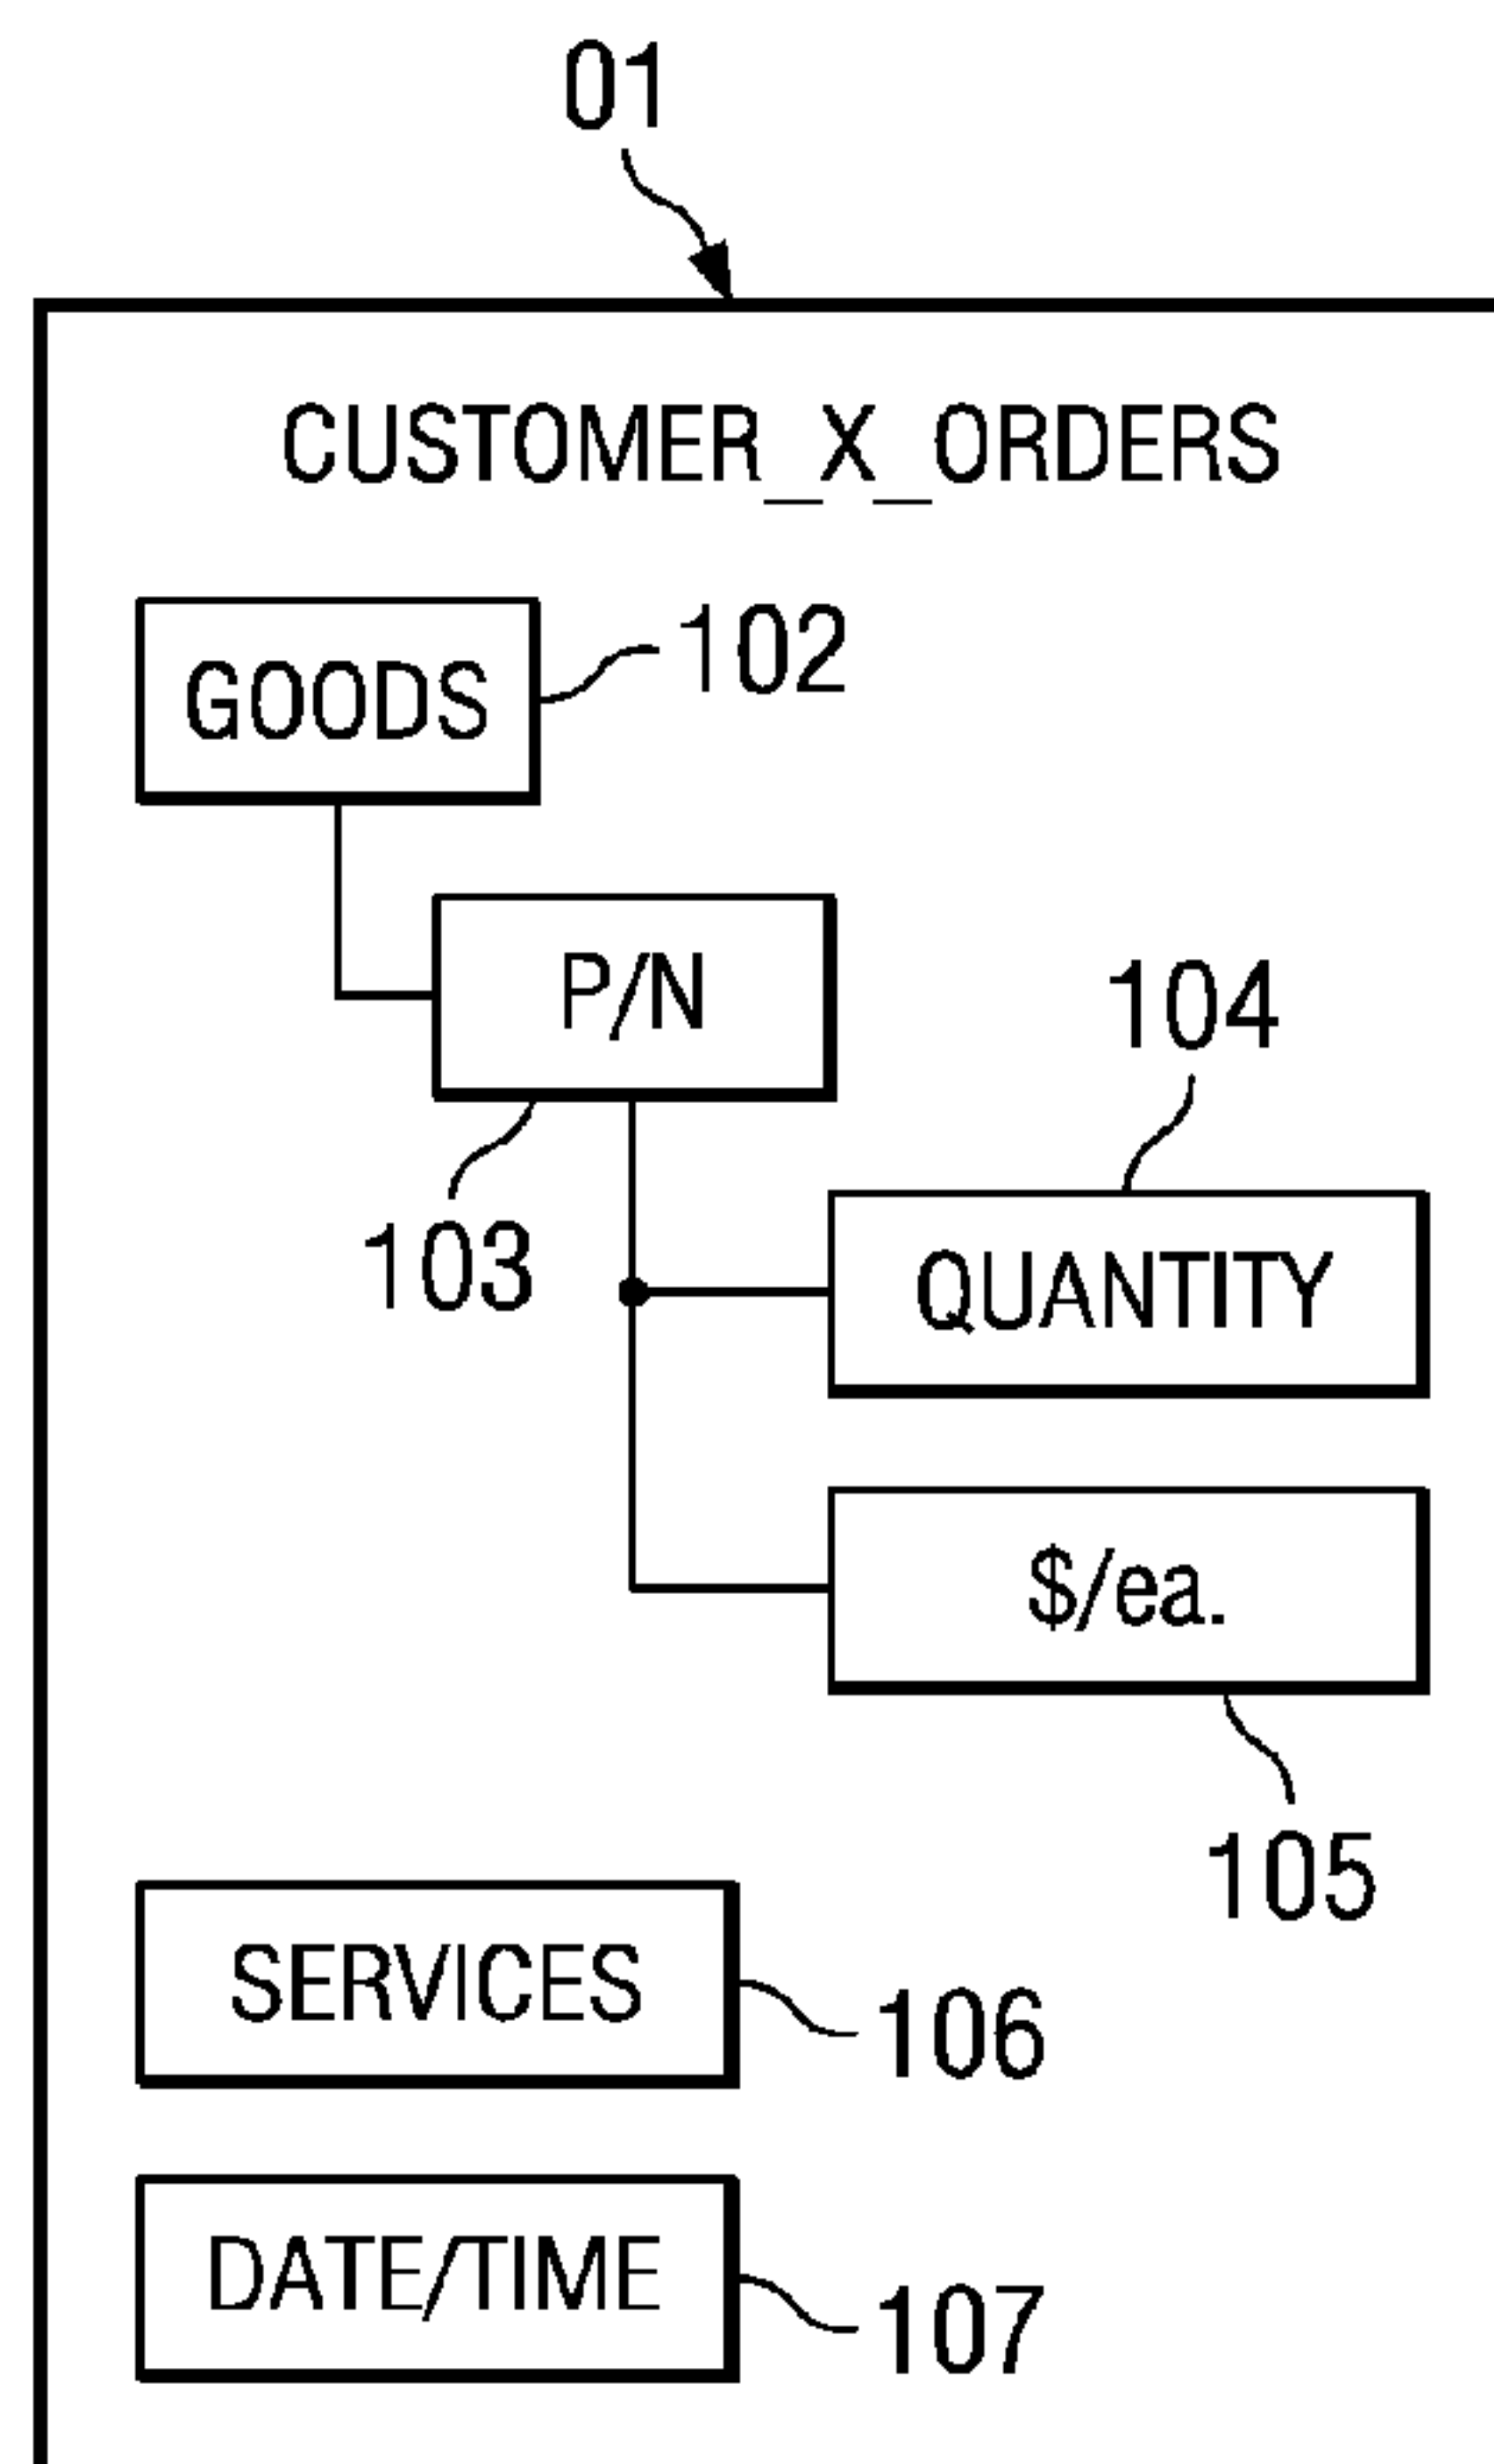 01
CUSTOMER_X_ORDERS
GOODS
102
P/N
103
104
QUANTITY
$/ea.
105
SERVICES
106
DATE/TIME
107